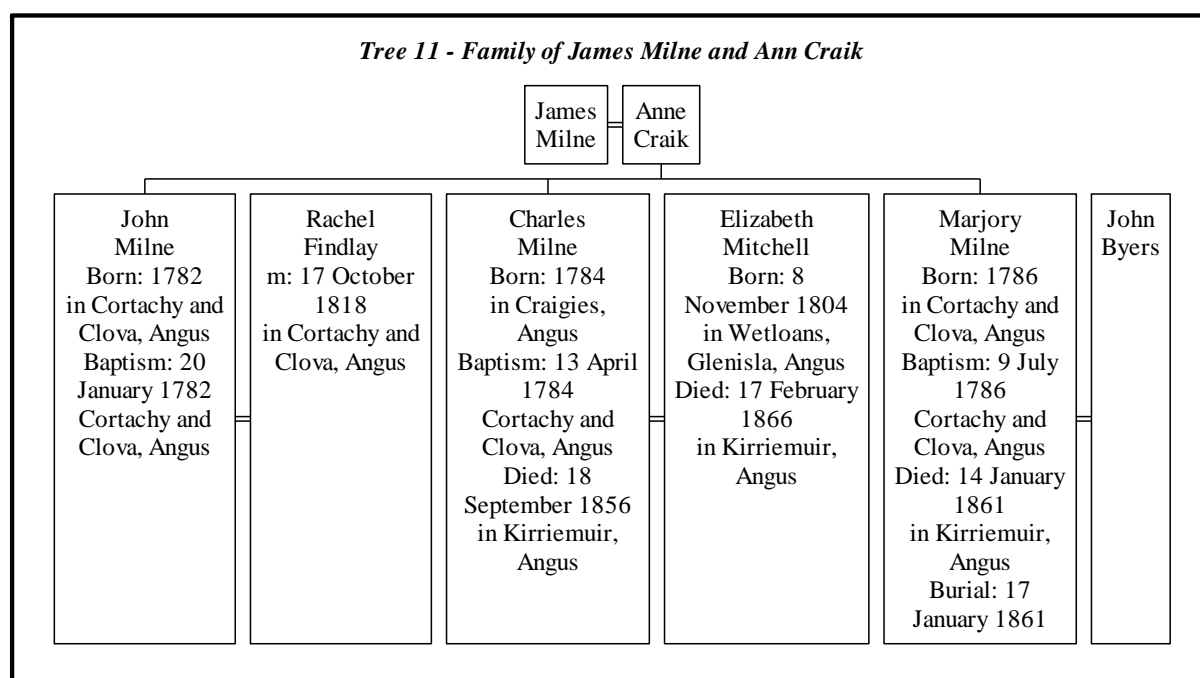 Tree 11 - Family of James Milne and Ann Craik
James
Milne
Anne
Craik
John
Milne
Born: 1782
in Cortachy and
Clova, Angus
Baptism: 20
January 1782
Cortachy and
Clova, Angus
Rachel
Findlay
m: 17 October
1818
in Cortachy and
Clova, Angus
Charles
Milne
Born: 1784
in Craigies,
Angus
Baptism: 13 April
1784
Cortachy and
Clova, Angus
Died: 18
September 1856
in Kirriemuir,
Angus
Elizabeth
Mitchell
Born: 8
November 1804
in Wetloans,
Glenisla, Angus
Died: 17 February
1866
in Kirriemuir,
Angus
Marjory
Milne
Born: 1786
in Cortachy and
Clova, Angus
Baptism: 9 July
1786
Cortachy and
Clova, Angus
Died: 14 January
1861
in Kirriemuir,
Angus
Burial: 17
January 1861
John
Byers